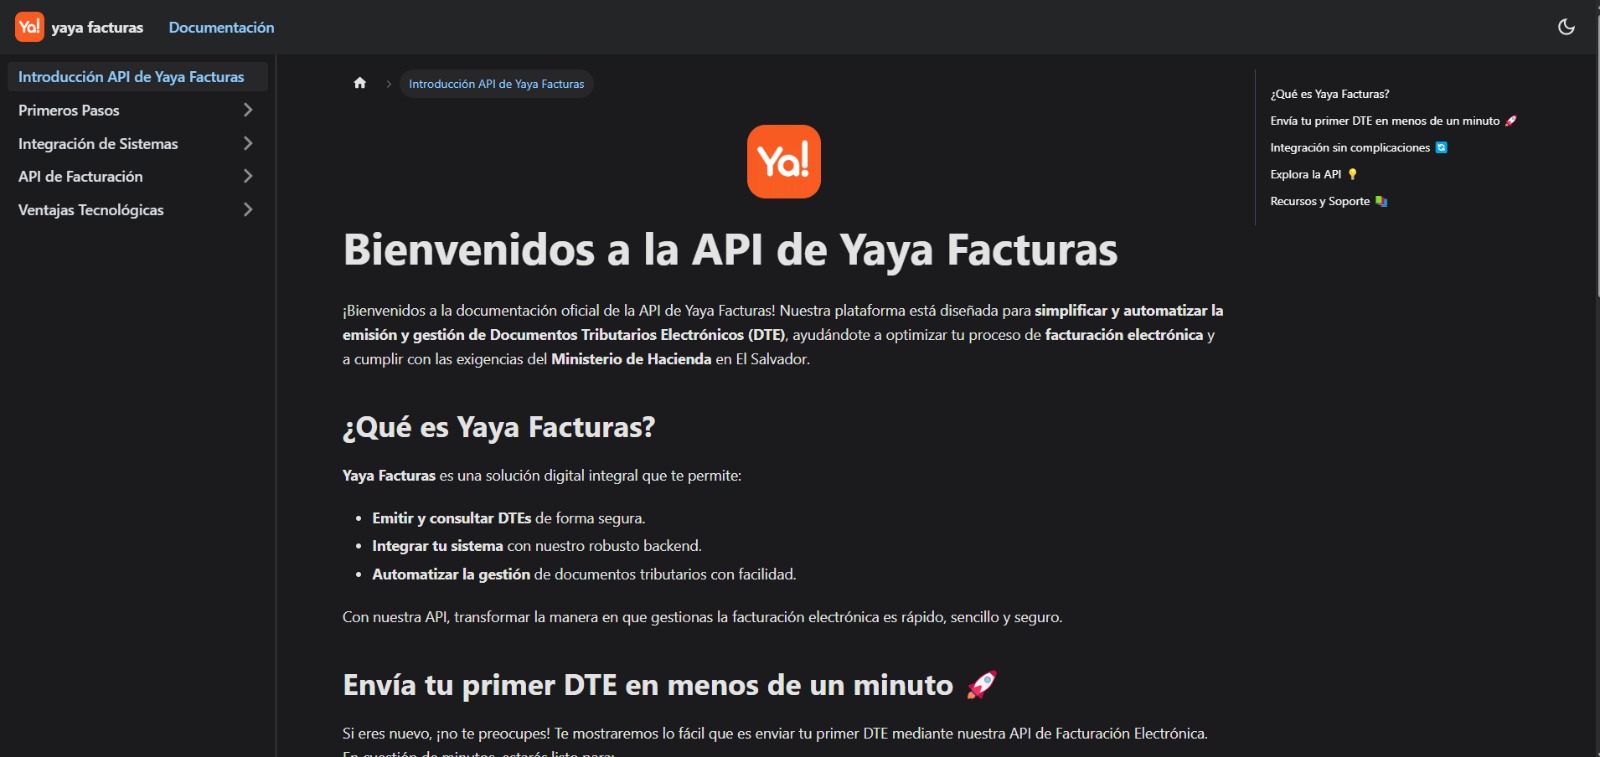 Ya! yaya facturas Documentación
Introducción API de Yaya Facturas
Primeros Pasos
Integración de Sistemas
API de Facturación
Ventajas Tecnológicas
Introducción API de Yaya Facturas
Ya!
Bienvenidos a la API de Yaya Facturas
¡Bienvenidos a la documentación oficial de la API de Yaya Facturas! Nuestra plataforma está diseñada para simplificar y automatizar la
emisión y gestión de Documentos Tributarios Electrónicos (DTE), ayudándote a optimizar tu proceso de facturación electrónica y
a cumplir con las exigencias del Ministerio de Hacienda en El Salvador.
¿Qué es Yaya Facturas?
Yaya Facturas es una solución digital integral que te permite:
• Emitir y consultar DTEs de forma segura.
• Integrar tu sistema con nuestro robusto backend.
• Automatizar la gestión de documentos tributarios con facilidad.
Con nuestra API, transformar la manera en que gestionas la facturación electrónica es rápido, sencillo y seguro.
Envía tu primer DTE en menos de un minuto 🚀
Si eres nuevo, ¡no te preocupes! Te mostraremos lo fácil que es enviar tu primer DTE mediante nuestra API de Facturación Electrónica.
En cuestión de minutos, estarás listo para:
¿Qué es Yaya Facturas?
Envía tu primer DTE en menos de un minuto 🚀
Integración sin complicaciones 🔄
Explora la API 💡
Recursos y Soporte 📚